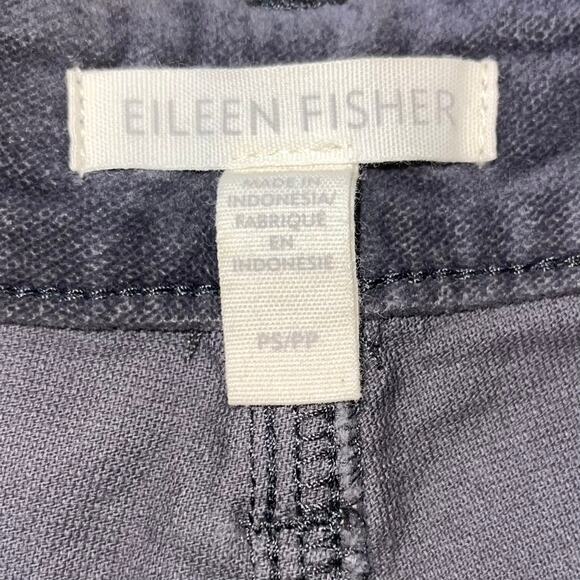 EILEEN FISHER
MADE IN
INDONESIA/
FABRIQUÉ
EN
INDONÉSIE
PS/PP